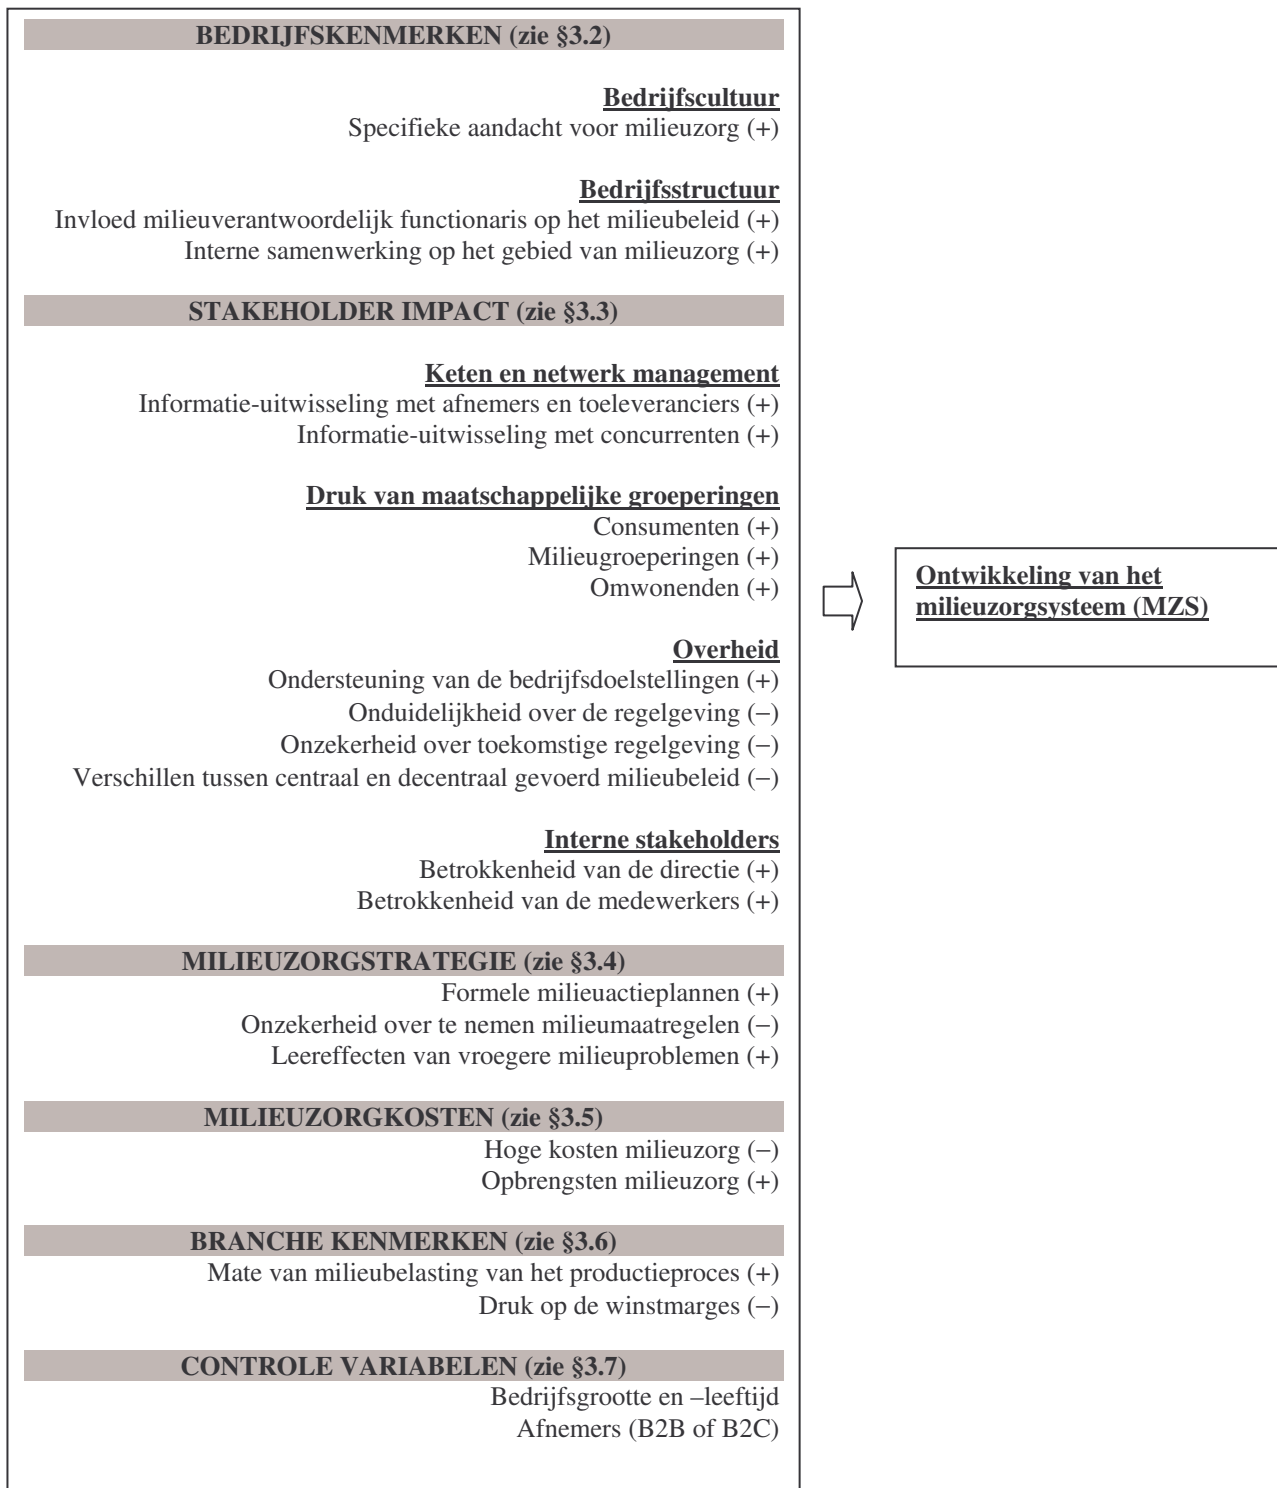 BEDRIJFSKENMERKEN (zie §3.2)
Bedrijfscultuur
Specifieke aandacht voor milieuzorg (+)
Bedrijfsstructuur
Invloed milieuverantwoordelijk functionaris op het milieubeleid (+)
Interne samenwerking op het gebied van milieuzorg (+)
STAKEHOLDER IMPACT (zie §3.3)
Keten en netwerk management
Informatie-uitwisseling met afnemers en toeleveranciers (+)
Informatie-uitwisseling met concurrenten (+)
Druk van maatschappelijke groeperingen
Consumenten (+)
Milieugroeperingen (+)
Omwonenden (+)
Overheid
Ondersteuning van de bedrijfsdoelstellingen (+)
Onduidelijkheid over de regelgeving (−)
Onzekerheid over toekomstige regelgeving (−)
Verschillen tussen centraal en decentraal gevoerd milieubeleid (−)
Interne stakeholders
Betrokkenheid van de directie (+)
Betrokkenheid van de medewerkers (+)
MILIEUZORGSTRATEGIE (zie §3.4)
Formele milieuactieplannen (+)
Onzekerheid over te nemen milieumaatregelen (−)
Leereffecten van vroegere milieuproblemen (+)
MILIEUZORGKOSTEN (zie §3.5)
Hoge kosten milieuzorg (−)
Opbrengsten milieuzorg (+)
BRANCHE KENMERKEN (zie §3.6)
Mate van milieubelasting van het productieproces (+)
Druk op de winstmarges (−)
CONTROLE VARIABELEN (zie §3.7)
Bedrijfsgrootte en –leeftijd
Afnemers (B2B of B2C)
Ontwikkeling van het
milieuzorgsysteem (MZS)